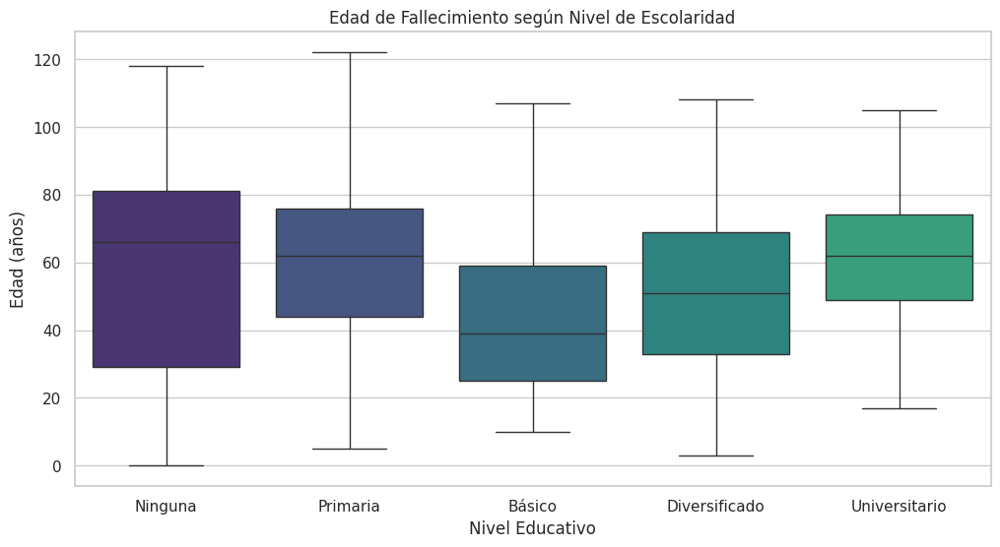 Edad de Fallecimiento según Nivel de Escolaridad
Edad (años)
120
100
80
60
40
20
0
Ninguna
Primaria
Básico
Diversificado
Universitario
Nivel Educativo